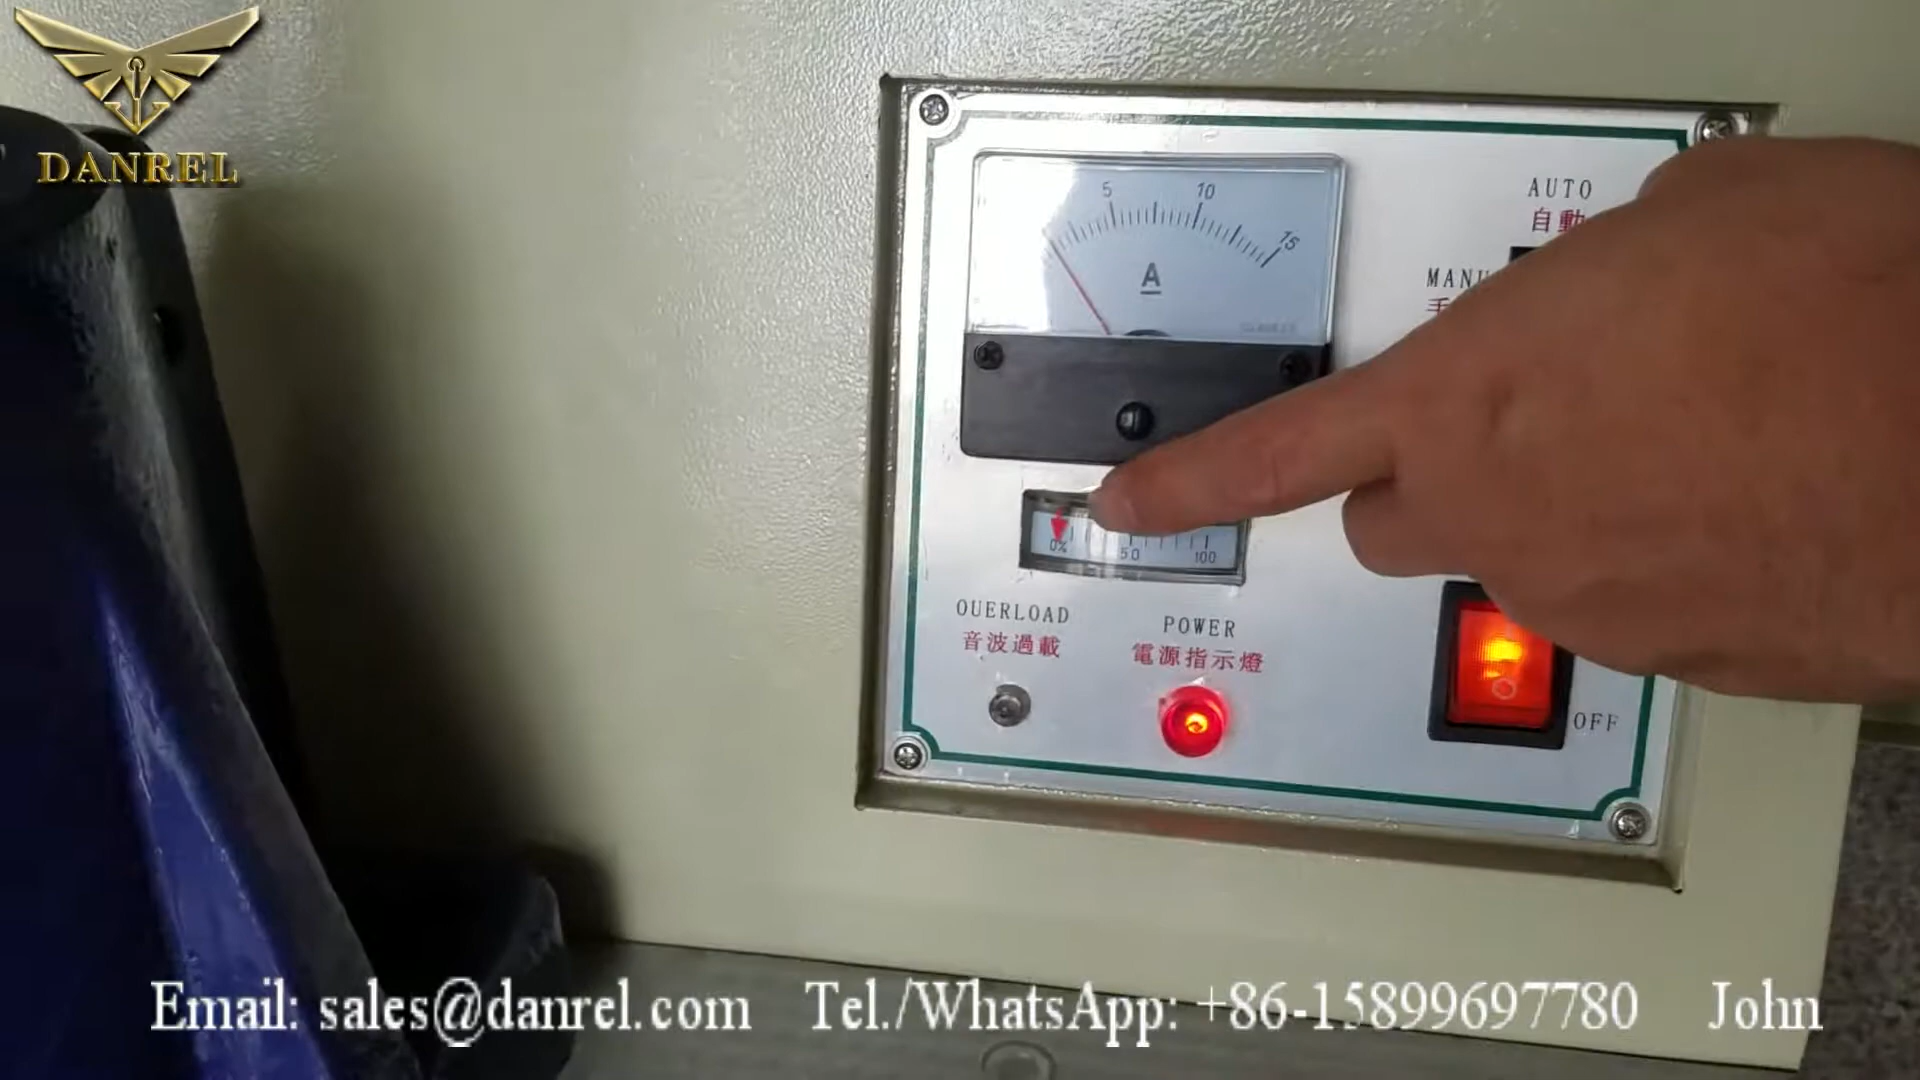 DANREL
5 10 15
A
AUTO
自動
MANU
手
0% 50 100
OUERLOAD
音波過載
POWER
電源指示燈
OFF
Email: sales@danrel.com Tel./WhatsApp: +86-15899697780 John